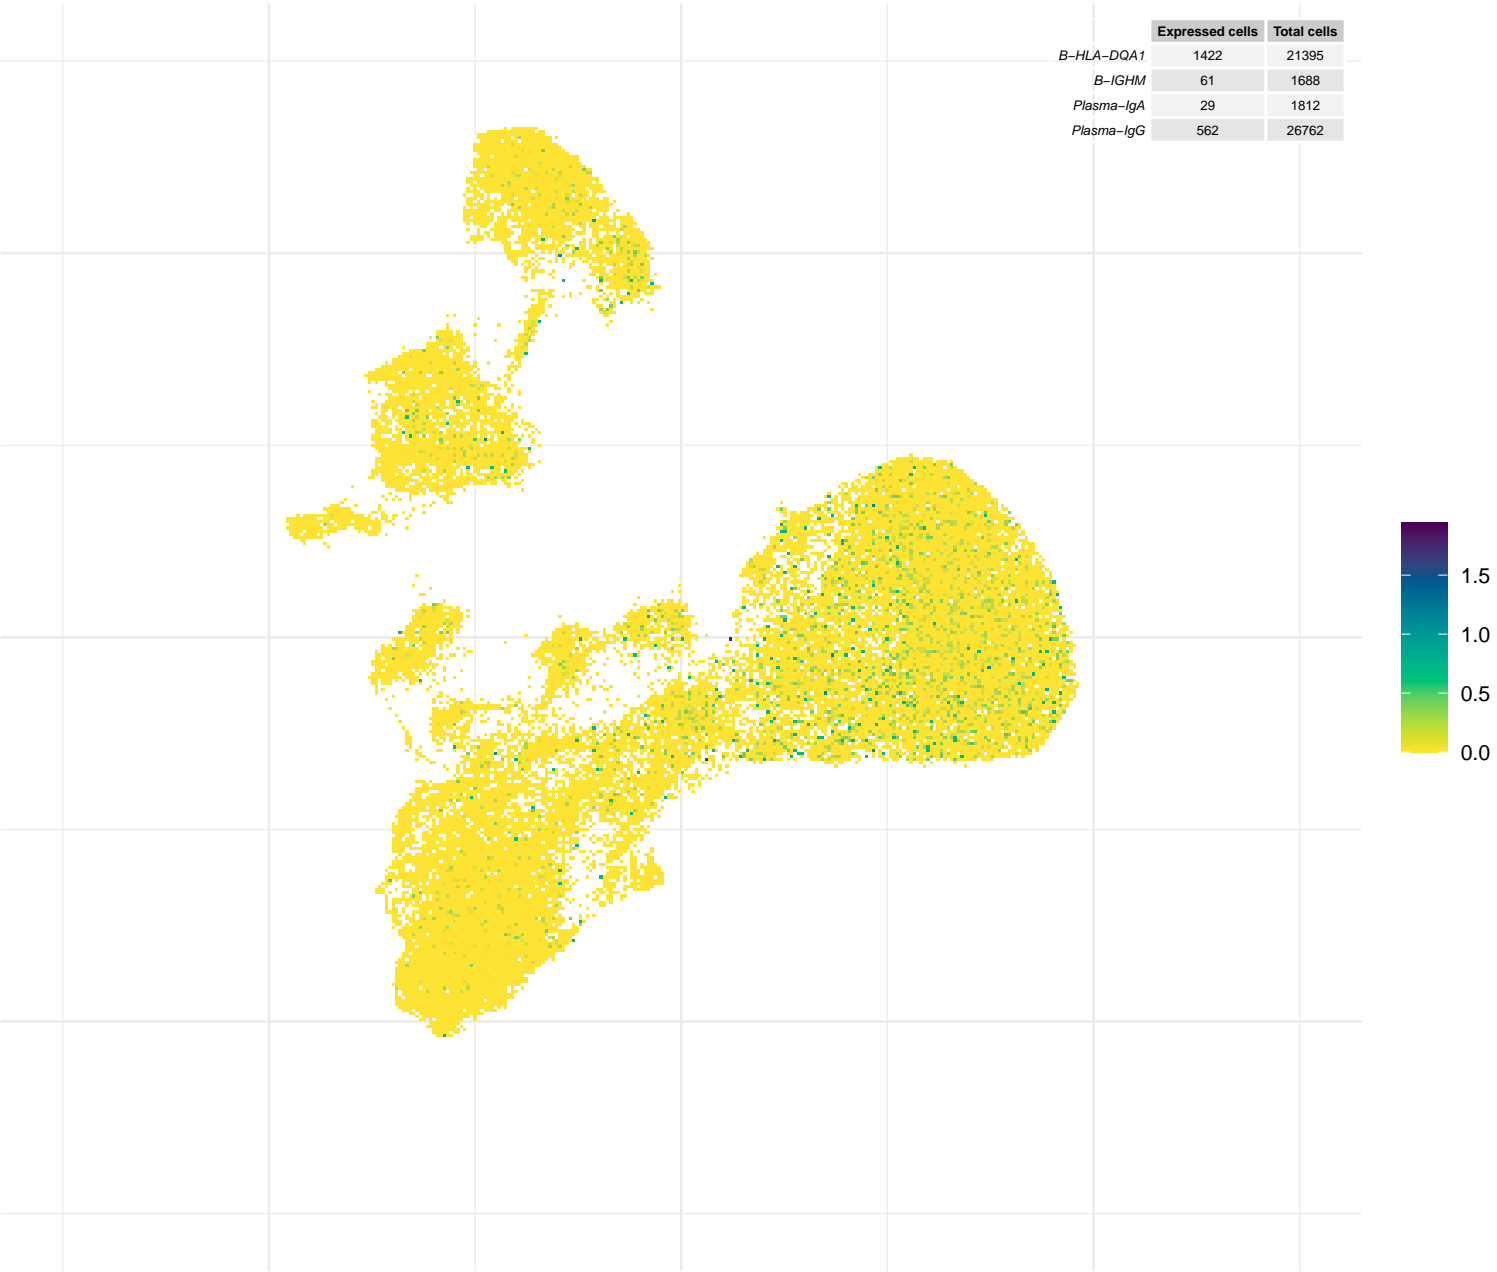 Expressed cells Total cells
B−HLA−DQA1 1422 21395
B−IGHM 61 1688
Plasma−IgA 29 1812
Plasma−IgG 562 26762
1.5
1.0
0.5
0.0